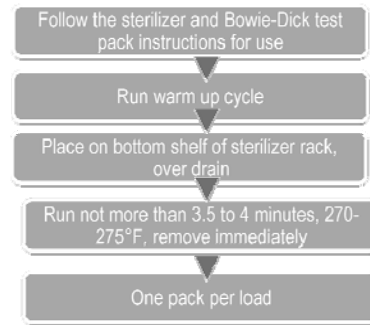 Follow the sterilizer and Bowie-Dick test
pack instructions for use
Run warm up cycle
Place on bottom shelf of sterilizer rack,
over drain
Run not more than 3.5 to 4 minutes, 270-
275°F, remove immediately
One pack per load